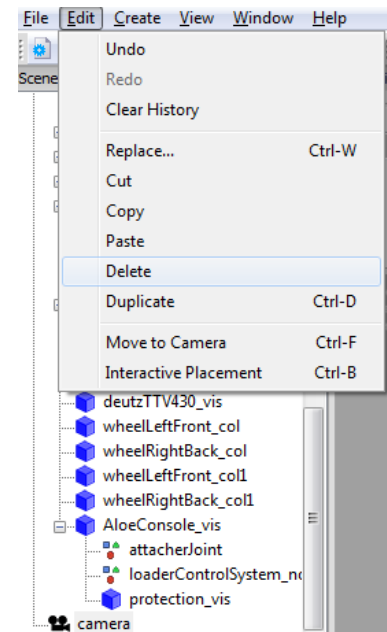 File Edit Create View Window Help
Undo
Scene
Redo
Clear History
Replace... Ctrl-W
Cut
Copy
Paste
Delete
Duplicate Ctrl-D
Move to Camera Ctrl-F
Interactive Placement Ctrl-B
deutzTTV430_vis
wheelLeftFront_col
wheelRightBack_col
wheelLeftFront_col1
wheelRightBack_col1
AloeConsole_vis
attacherJoint
loaderControlSystem_no
protection_vis
camera